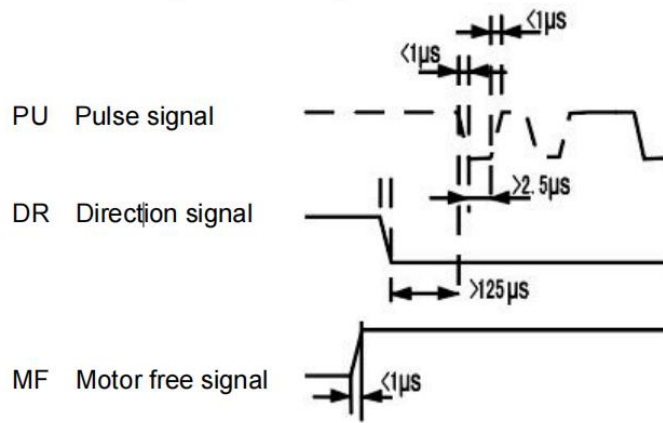 <1μs
<1μs
PU Pulse signal
>2.5μs
DR Direction signal
>125μs
MF Motor free signal
<1μs